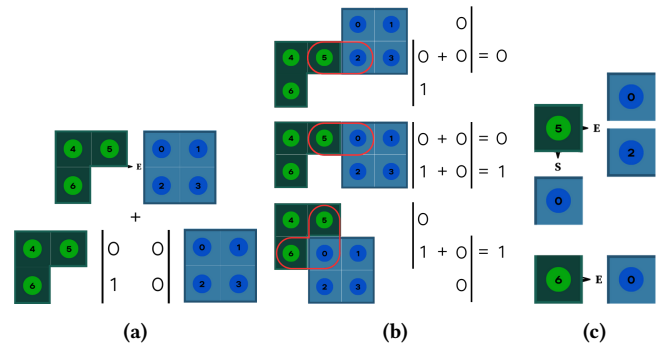 4 5 E 0 1
6 2 3
+
4 5 0 0 0 1
6 1 0 2 3
(a)
0 1 0
4 5 2 3 0 + 0 = 0
6 1
4 5 0 1 0 + 0 = 0
6 2 3 1 + 0 = 1
4 5 0
6 0 1 1 + 0 = 1
2 3 0
(b)
0
5 E
S 2
0
6 E 0
(c)